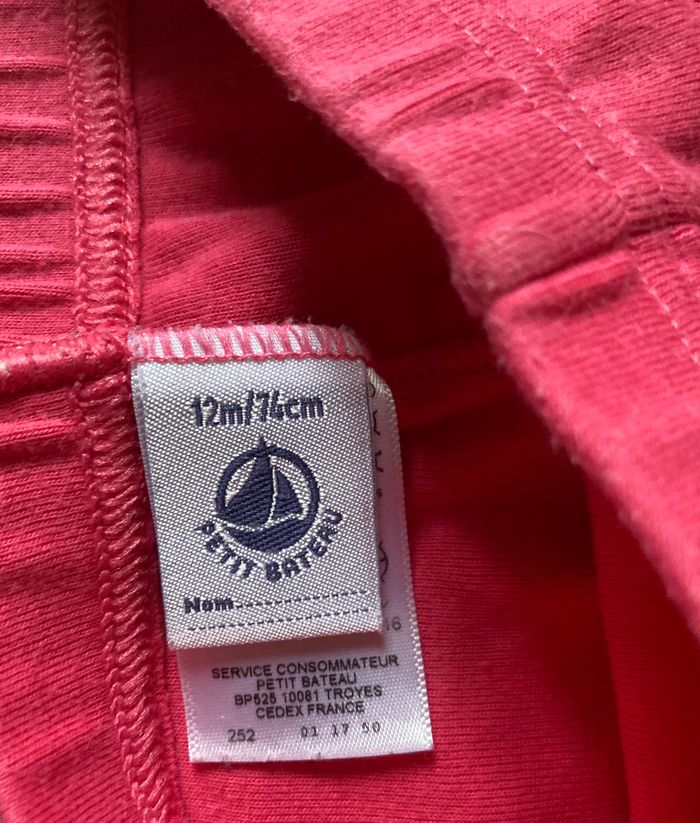 12m/74cm
PETIT BATEAU
Nom
SERVICE CONSOMMATEUR
PETIT BATEAU
BP525 10081 TROYES
CEDEX FRANCE
252 01 17 50